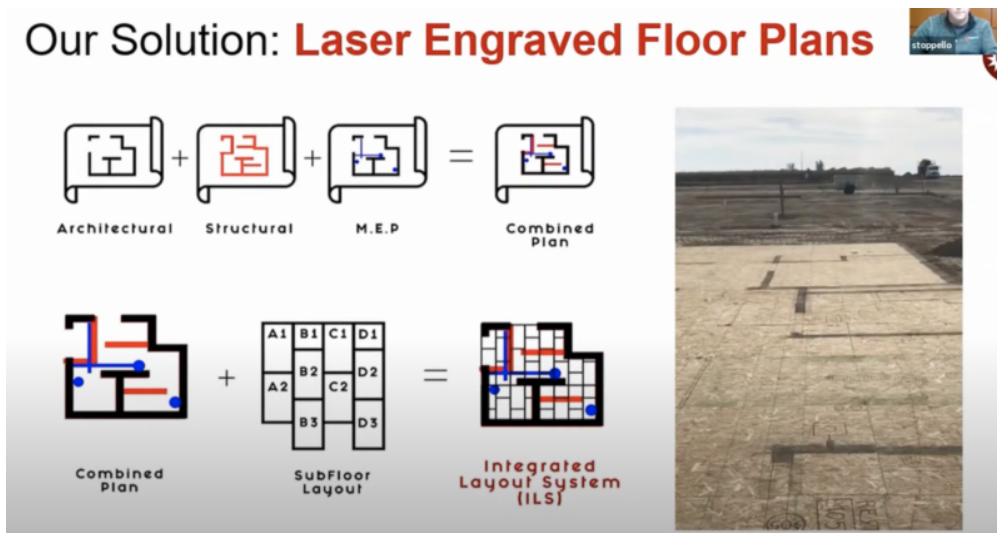 Our Solution: Laser Engraved Floor Plans
stoppello
+
+
=
Architectural
Structural
M.E.P
Combined
Plan
A1 B1 C1 D1
A2 B2 C2 D2
B3 D3
+
=
Combined
Plan
SubFloor
Layout
Integrated
Layout System
(ILS)